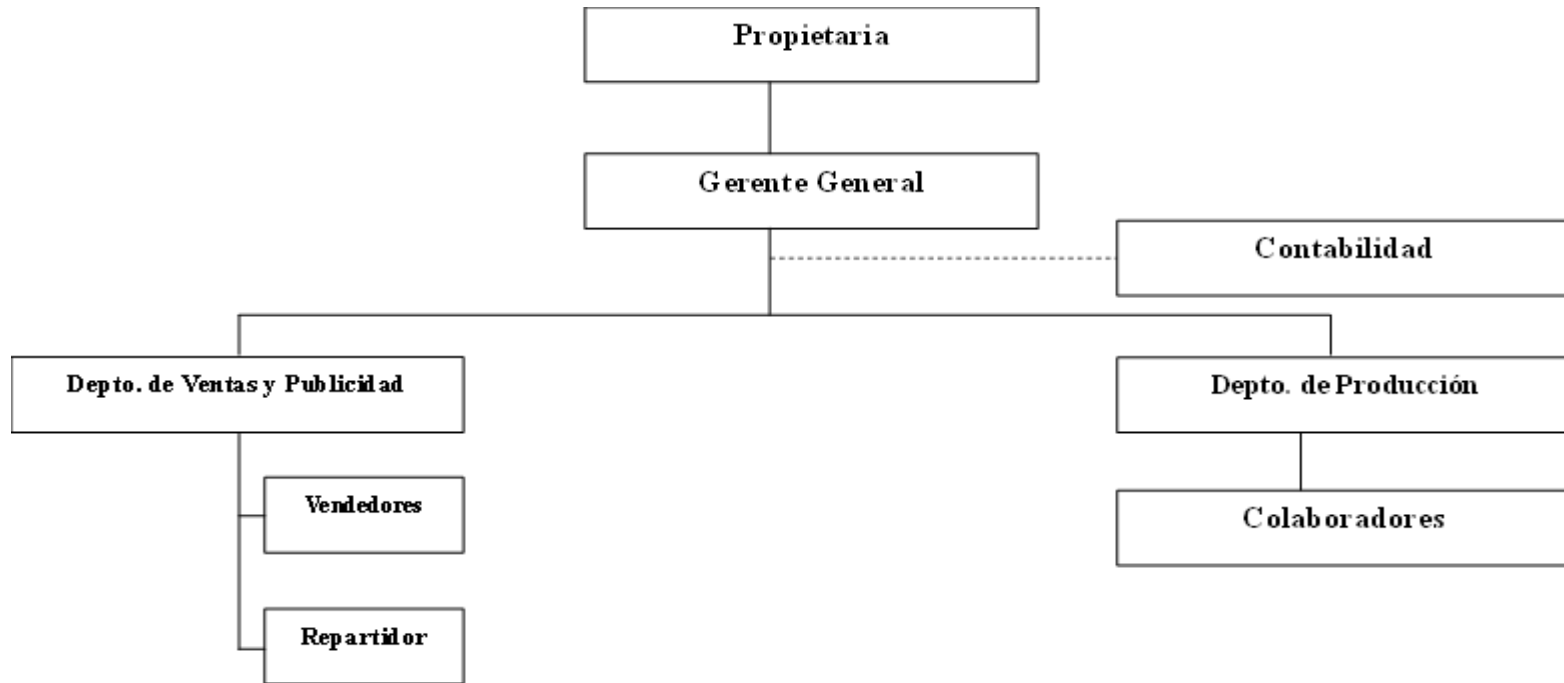 Propietaria
Gerente General
Contabilidad
Depto. de Ventas y Publicidad
Depto. de Producción
Vendedores
Colaboradores
Repartidor